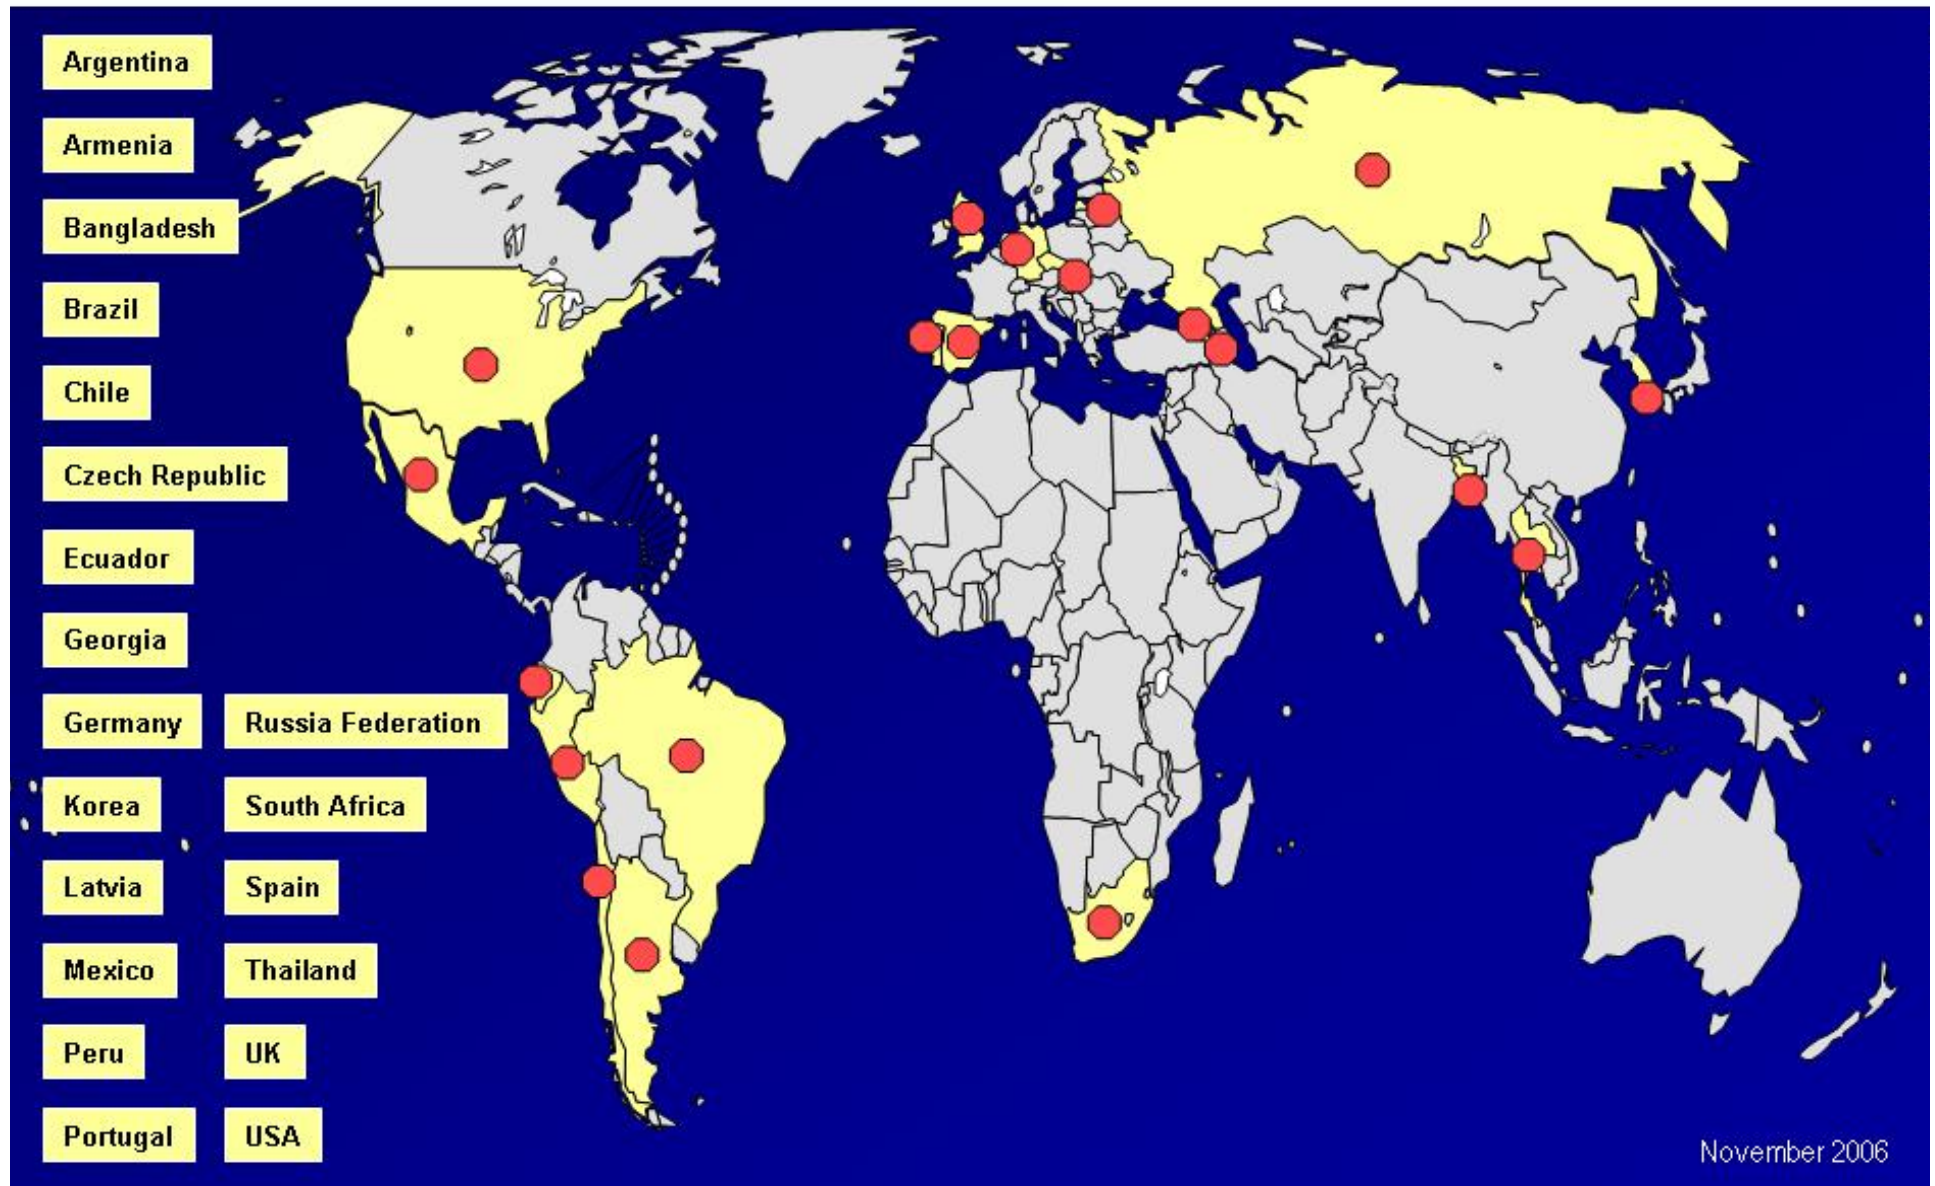 Argentina
Armenia
Bangladesh
Brazil
Chile
Czech Republic
Ecuador
Georgia
Germany
Korea
Latvia
Mexico
Peru
Portugal
Russia Federation
South Africa
Spain
Thailand
UK
USA
November 2006